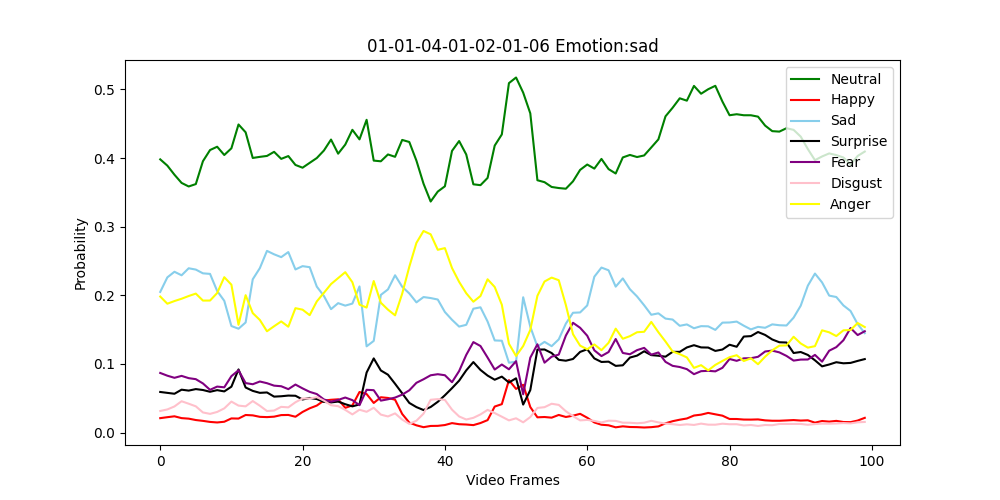 01-01-04-01-02-01-06 Emotion:sad
Neutral
Happy
Sad
Surprise
Fear
Disgust
Anger
0.5
0.4
0.3
0.2
0.1
0.0
Probability
0 20 40 60 80 100
Video Frames